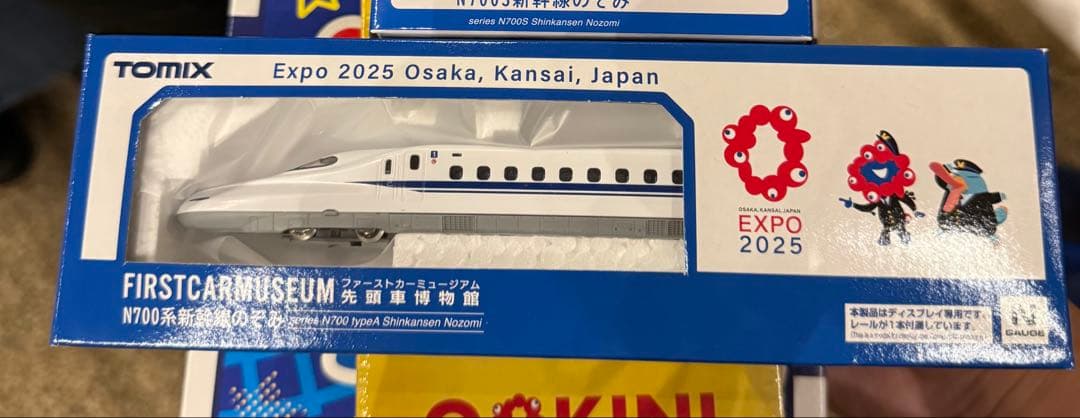 N700S新幹線のぞみ
series N700S Shinkansen Nozomi
TOMIX
Expo 2025 Osaka, Kansai, Japan
OSAKA, KANSAI, JAPAN
EXPO
2025
FIRSTCARMUSEUM
ファーストカーミュージアム
先頭車博物館
N700系新幹線のぞみ series N700 typeA Shinkansen Nozomi
本製品はディスプレイ専用です。
レールが1本付属しています。
N
GAUGE